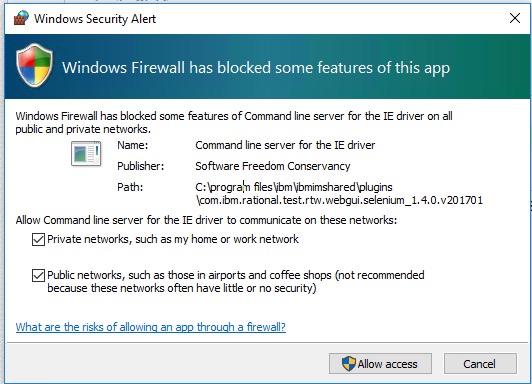 Windows Security Alert
Windows Firewall has blocked some features of this app
Windows Firewall has blocked some features of Command line server for the IE driver on all
public and private networks.
Name: Command line server for the IE driver
Publisher: Software Freedom Conservancy
Path: C:\program files\ibm\ibmimshared\plugins
\com.ibm.rational.test.rtw.webgui.selenium_1.4.0.v201701
Allow Command line server for the IE driver to communicate on these networks:
Private networks, such as my home or work network
Public networks, such as those in airports and coffee shops (not recommended
because these networks often have little or no security)
What are the risks of allowing an app through a firewall?
Allow access Cancel